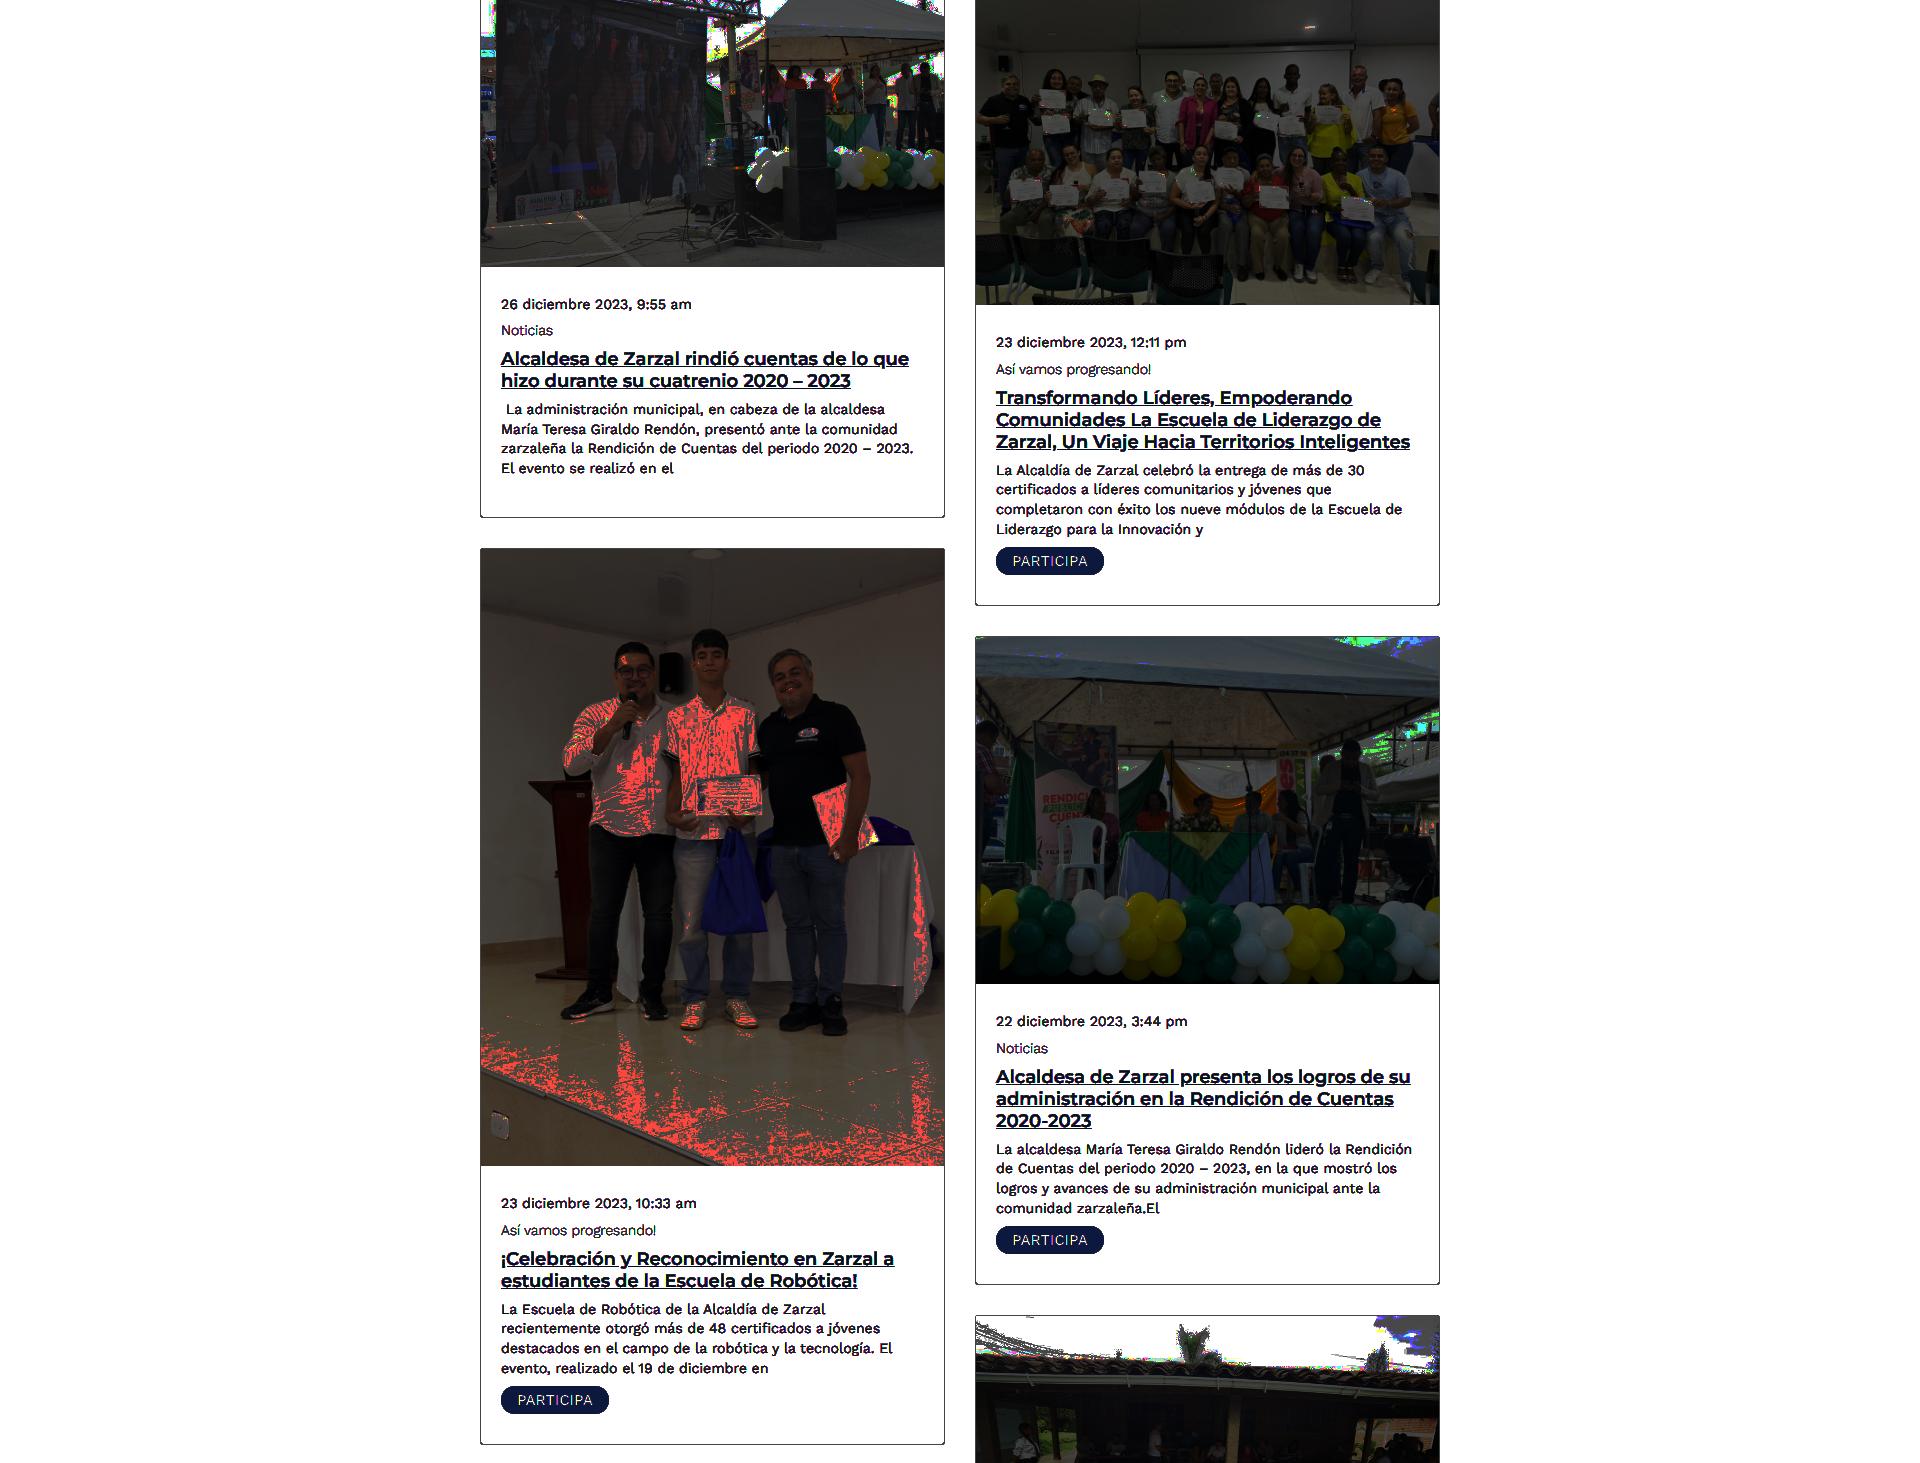 26 diciembre 2023, 9:55 am
Noticias
Alcaldesa de Zarzal rindió cuentas de lo que
hizo durante su cuatrenio 2020 – 2023
La administración municipal, en cabeza de la alcaldesa
María Teresa Giraldo Rendón, presentó ante la comunidad
zarzaleña la Rendición de Cuentas del periodo 2020 – 2023.
El evento se realizó en el
23 diciembre 2023, 10:33 am
Así vamos progresando!
¡Celebración y Reconocimiento en Zarzal a
estudiantes de la Escuela de Robótica!
La Escuela de Robótica de la Alcaldía de Zarzal
recientemente otorgó más de 48 certificados a jóvenes
destacados en el campo de la robótica y la tecnología. El
evento, realizado el 19 de diciembre en
PARTICIPA
23 diciembre 2023, 12:11 pm
Así vamos progresando!
Transformando Líderes, Empoderando
Comunidades La Escuela de Liderazgo de
Zarzal, Un Viaje Hacia Territorios Inteligentes
La Alcaldía de Zarzal celebró la entrega de más de 30
certificados a líderes comunitarios y jóvenes que
completaron con éxito los nueve módulos de la Escuela de
Liderazgo para la Innovación y
PARTICIPA
22 diciembre 2023, 3:44 pm
Noticias
Alcaldesa de Zarzal presenta los logros de su
administración en la Rendición de Cuentas
2020-2023
La alcaldesa María Teresa Giraldo Rendón lideró la Rendición
de Cuentas del periodo 2020 – 2023, en la que mostró los
logros y avances de su administración municipal ante la
comunidad zarzaleña.El
PARTICIPA